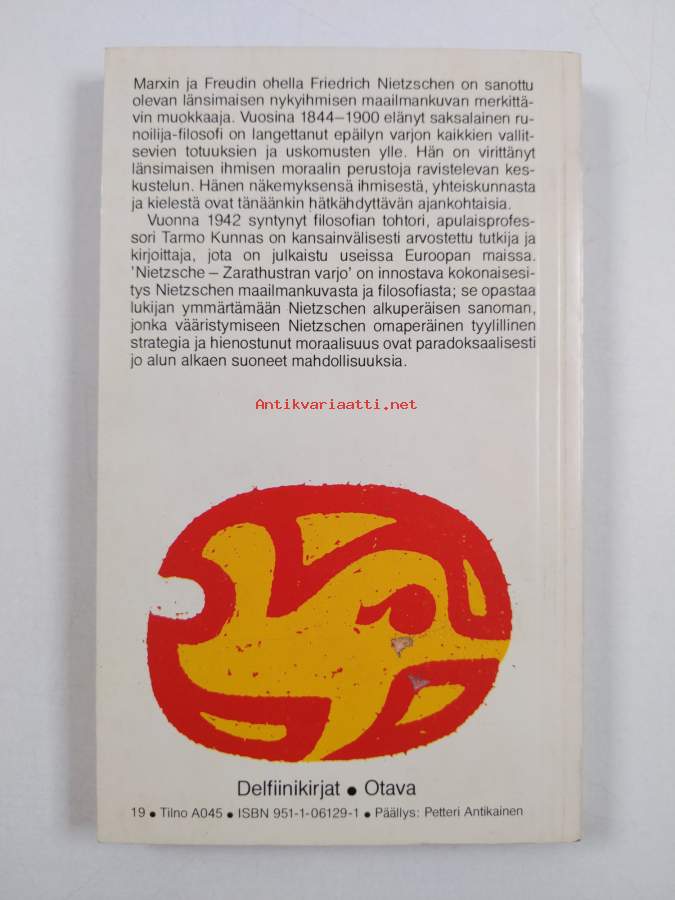 Marxin ja Freudin ohella Friedrich Nietzschen on sanottu
olevan länsimaisen nykyihmisen maailmankuvan merkittä-
vin muokkaaja. Vuosina 1844–1900 elänyt saksalainen ru-
noilija-filosofi on langettanut epäilyn varjon kaikkien vallit-
sevien totuuksien ja uskomusten ylle. Hän on virittänyt
länsimaisen ihmisen moraalin perustoja ravistelevan kes-
kustelun. Hänen näkemyksensä ihmisestä, yhteiskunnasta
ja kielestä ovat tänäänkin hätkähdyttävän ajankohtaisia.
Vuonna 1942 syntynyt filosofian tohtori, apulaisprofes-
sori Tarmo Kunnas on kansainvälisesti arvostettu tutkija ja
kirjoittaja, jota on julkaistu useissa Euroopan maissa.
'Nietzsche – Zarathustran varjo' on innostava kokonaisesi-
tys Nietzschen maailmankuvasta ja filosofiasta; se opastaa
lukijan ymmärtämään Nietzschen alkuperäisen sanoman,
jonka vääristymiseen Nietzschen omaperäinen tyylillinen
strategia ja hienostunut moraalisuus ovat paradoksaalisesti
jo alun alkaen suoneet mahdollisuuksia.
Antikvariaatti.net
Delfiinikirjat • Otava
19 • Tilno A045 • ISBN 951-1-06129-1 • Päällys: Petteri Antikainen